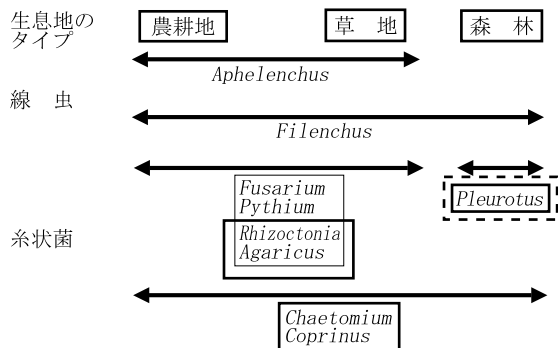 生息地の
タイプ
農耕地
草 地
森 林
Aphelenchus
線 虫
Filenchus
Fusarium
Pythium
Pleurotus
糸状菌
Rhizoctonia
Agaricus
Chaetomium
Coprinus